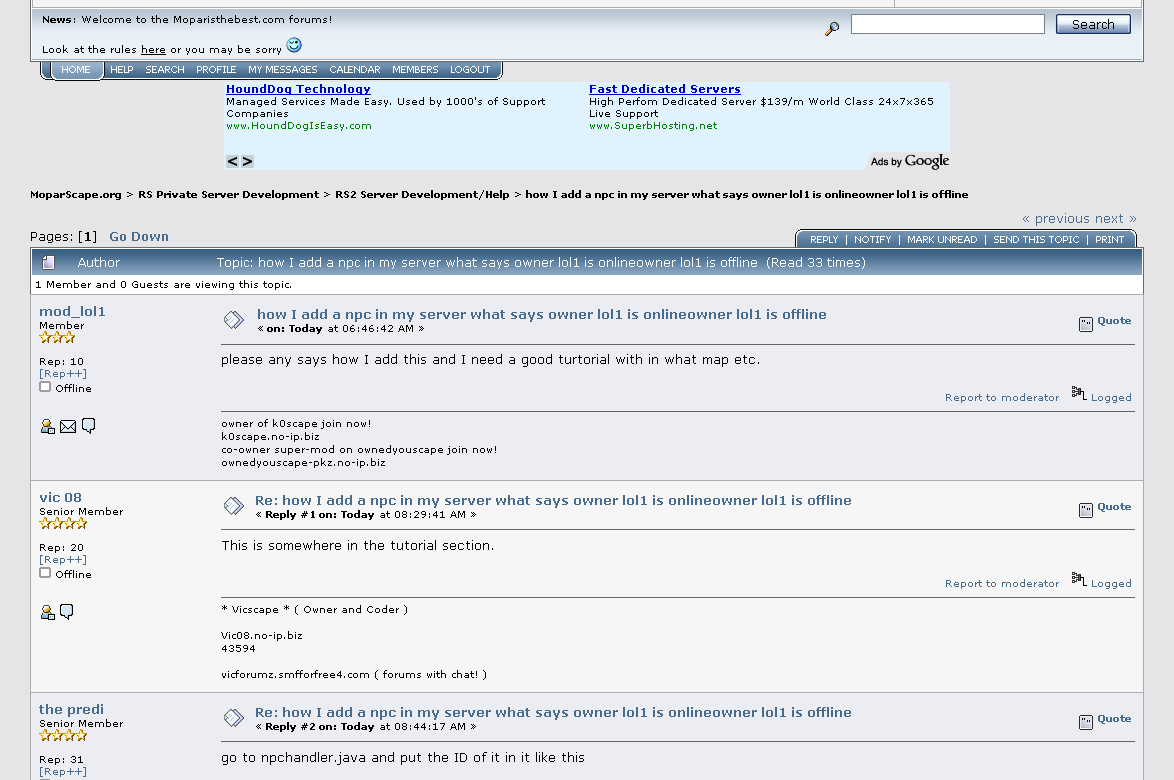 News: Welcome to the Moparisthebest.com forums!
Search
Look at the rules here or you may be sorry
HOME HELP SEARCH PROFILE MY MESSAGES CALENDAR MEMBERS LOGOUT
HoundDog Technology
Managed Services Made Easy. Used by 1000's of Support
Companies
www.HoundDogIsEasy.com
Fast Dedicated Servers
High Perfom Dedicated Server $139/m World Class 24x7x365
Live Support
www.SuperbHosting.net
< >
Ads by Google
MoparScape.org > RS Private Server Development > RS2 Server Development/Help > how I add a npc in my server what says owner lol1 is onlineowner lol1 is offline
« previous next »
Pages: [1] Go Down
REPLY | NOTIFY | MARK UNREAD | SEND THIS TOPIC | PRINT
Author Topic: how I add a npc in my server what says owner lol1 is onlineowner lol1 is offline (Read 33 times)
1 Member and 0 Guests are viewing this topic.
mod_lol1
Member
Rep: 10
[Rep++]
Offline
how I add a npc in my server what says owner lol1 is onlineowner lol1 is offline
« on: Today at 06:46:42 AM »
Quote
please any says how I add this and I need a good turtorial with in what map etc.
Report to moderator Logged
owner of k0scape join now!
k0scape.no-ip.biz
co-owner super-mod on ownedyouscape join now!
ownedyouscape-pkz.no-ip.biz
vic 08
Senior Member
Rep: 20
[Rep++]
Offline
Re: how I add a npc in my server what says owner lol1 is onlineowner lol1 is offline
« Reply #1 on: Today at 08:29:41 AM »
Quote
This is somewhere in the tutorial section.
Report to moderator Logged
* Vicscape * ( Owner and Coder )
Vic08.no-ip.biz
43594
vicforumz.smfforfree4.com ( forums with chat! )
the predi
Senior Member
Rep: 31
[Rep++]
Re: how I add a npc in my server what says owner lol1 is onlineowner lol1 is offline
« Reply #2 on: Today at 08:44:17 AM »
Quote
go to npchandler.java and put the ID of it in it like this